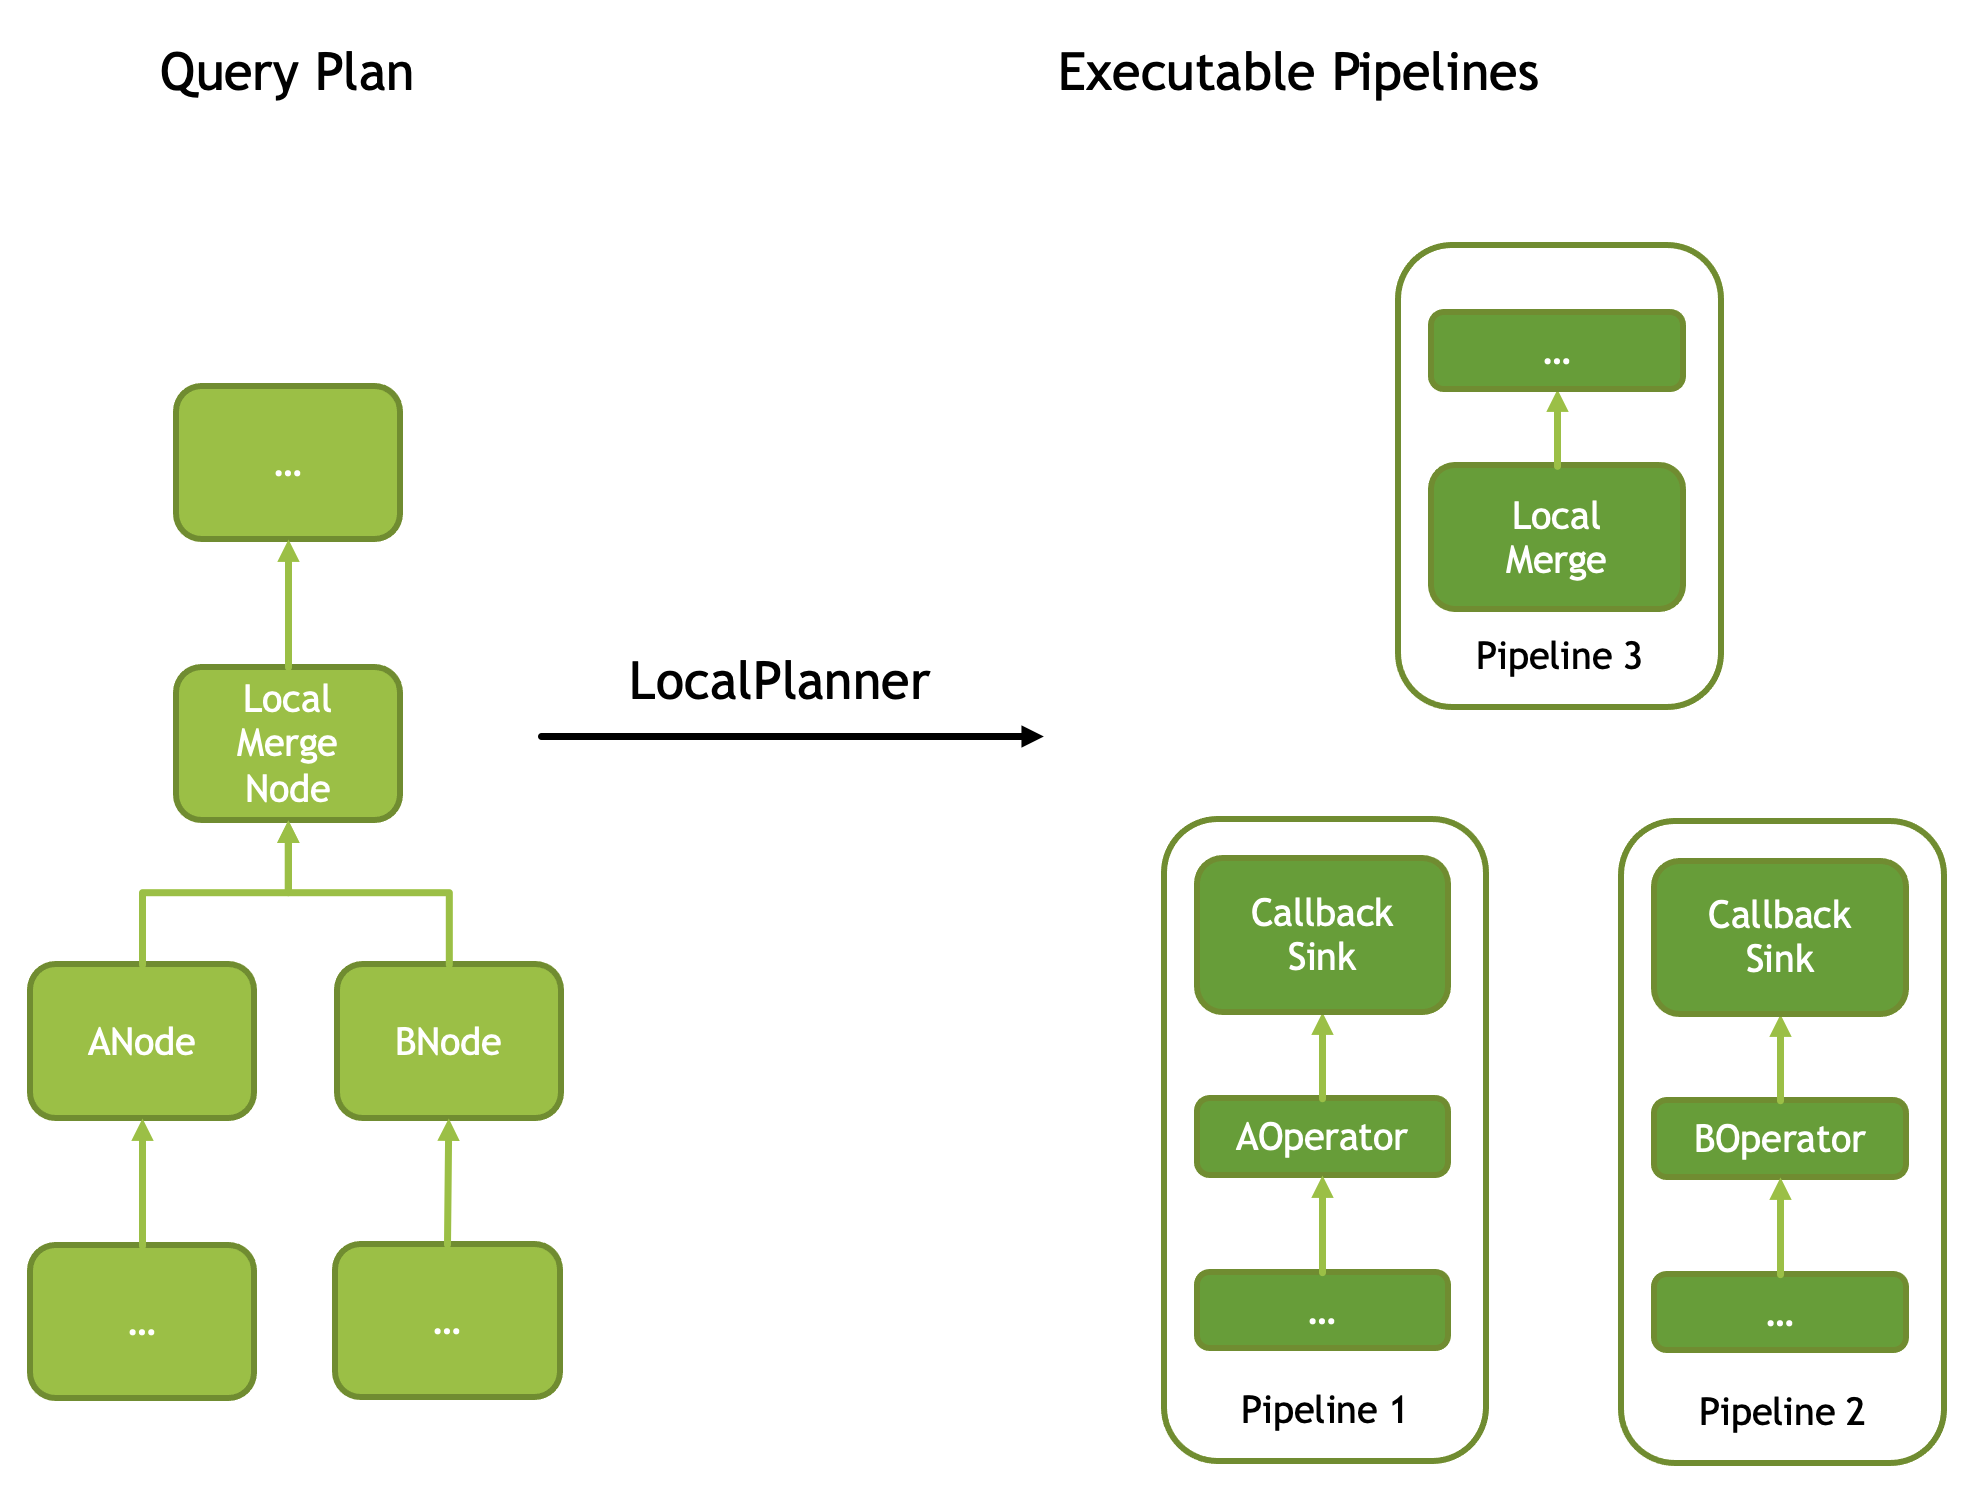 Query Plan
Executable Pipelines
...
Local
Merge
Node
ANode
BNode
...
...
LocalPlanner
...
Local
Merge
Pipeline 3
Callback
Sink
AOperator
...
Pipeline 1
Callback
Sink
BOperator
...
Pipeline 2